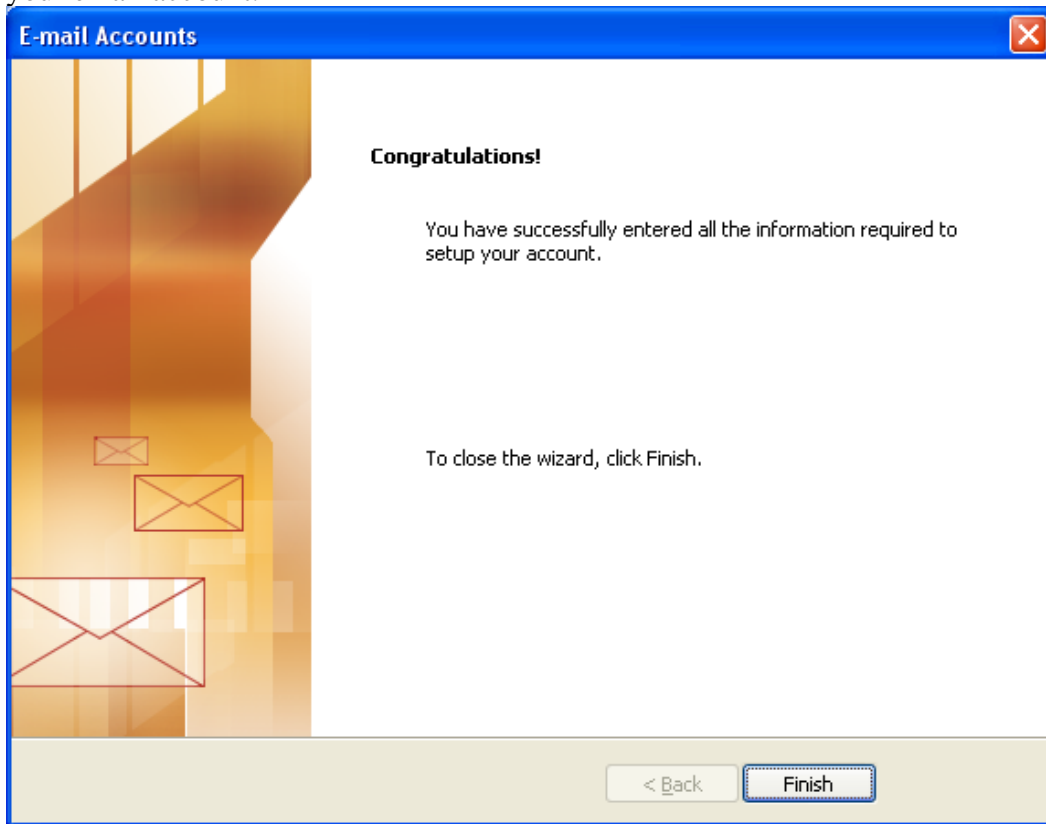 E-mail Accounts
Congratulations!
You have successfully entered all the information required to
setup your account.
To close the wizard, click Finish.
< Back
Finish